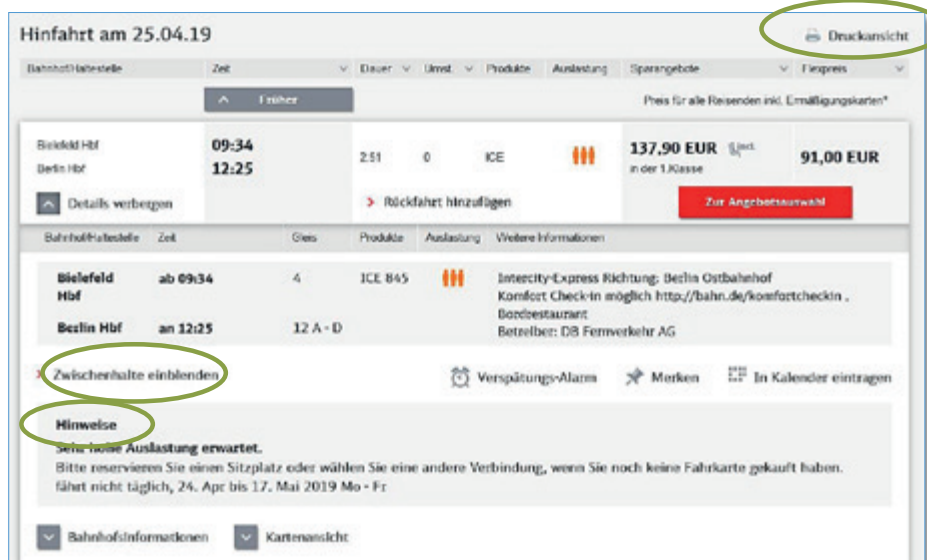 Hinfahrt am 25.04.19
Druckansicht
Bahnhof/Haltestelle Zeit Dauer Umst. Produkte Auslastung Sparangebote Flexpreis
Früher
Preis für alle Reisenden inkl. Ermäßigungskarten*
Bielefeld Hbf 09:34
Berlin Hbf 12:25
2:51 0 ICE 137,90 EUR 91,00 EUR
in der 1.Klasse
Details verbergen Rückfahrt hinzufügen Zur Angebotsauswahl
Bahnhof/Haltestelle Zeit Gleis Produkte Auslastung Weitere Informationen
Bielefeld Hbf ab 09:34 4 ICE 845 Intercity-Express Richtung: Berlin Ostbahnhof
Komfort Check-in möglich http://bahn.de/komfortcheckin .
Bordrestaurant
Berlin Hbf an 12:25 12 A - D Betreiber: DB Fernverkehr AG
Zwischenhalte einblenden Verspätungs-Alarm Merken In Kalender eintragen
Hinweise
Sehr hohe Auslastung erwartet.
Bitte reservieren Sie einen Sitzplatz oder wählen Sie eine andere Verbindung, wenn Sie noch keine Fahrkarte gekauft haben.
fährt nicht täglich, 24. Apr bis 17. Mai 2019 Mo - Fr
Bahnhofsinformationen Kartenansicht